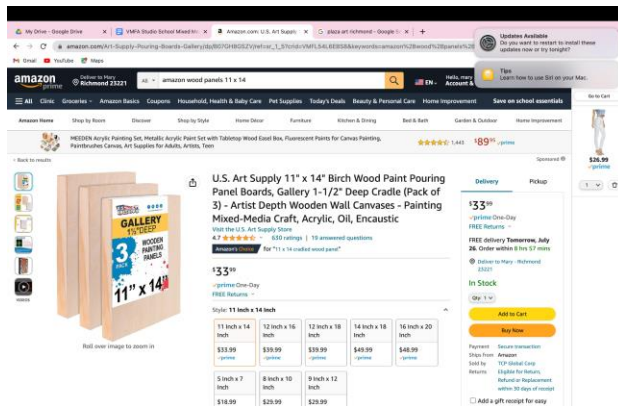 My Drive - Google Drive
VMFA Studio School Mixed Me
Amazon.com: U.S. Art Supply
plaza art richmond - Google S
Updates Available
Do you want to restart to install these
updates now or try tonight?
Tips
Learn how to use Siri on your Mac.
Gmail YouTube Maps
amazon
prime
Deliver to Mary
Richmond 23221
All
amazon wood panels 11 x 14
EN
Hello, mary
Go to Cart
All Clinic Groceries Amazon Basics Coupons Household, Health & Baby Care Pet Supplies Today's Deals Beauty & Personal Care Home Improvement Save on school essentials
Amazon Home Shop by Room Discover Shop by Style Home Décor Furniture Kitchen & Dining Bed & Bath Garden & Outdoor Home Improvement
MEEDEN Acrylic Painting Set, Metallic Acrylic Paint Set with Tabletop Wood Easel Box, Fluorescent Paints for Canvas Painting,
Paintbrushes Canvas, Art Supplies for Adults, Artists, Teen
1,445 $89 prime
‹ Back to results
Sponsored
$26.99
prime
1
GALLERY
1-½" DEEP
3
PACK
WOODEN
PAINTING
PANELS
11" x 14"
VIDEOS
Roll over image to zoom in
U.S. Art Supply 11" x 14" Birch Wood Paint Pouring
Panel Boards, Gallery 1-1/2" Deep Cradle (Pack of
3) - Artist Depth Wooden Wall Canvases - Painting
Mixed-Media Craft, Acrylic, Oil, Encaustic
Visit the U.S. Art Supply Store
4.7 630 ratings | 19 answered questions
Amazon's Choice for "11 x 14 cradled wood panel"
$33⁹⁹
prime One-Day
FREE Returns
Style: 11 Inch x 14 Inch
11 Inch x 14 Inch
$33.99
prime
12 Inch x 16 Inch
$39.99
prime
12 Inch x 18 Inch
$39.99
prime
14 Inch x 18 Inch
$49.99
prime
16 Inch x 20 Inch
$48.99
prime
5 Inch x 7 Inch
$18.99
8 Inch x 10 Inch
$29.99
9 Inch x 12 Inch
$29.99
Delivery Pickup
$33⁹⁹
prime One-Day
FREE Returns
FREE delivery Tomorrow, July
26. Order within 8 hrs 57 mins
Deliver to Mary - Richmond
23221
In Stock
Qty: 1
Add to Cart
Buy Now
Payment Secure transaction
Ships from Amazon
Sold by TCP Global Corp
Returns Eligible for Return,
Refund or Replacement
within 30 days of receipt
Add a gift receipt for easy